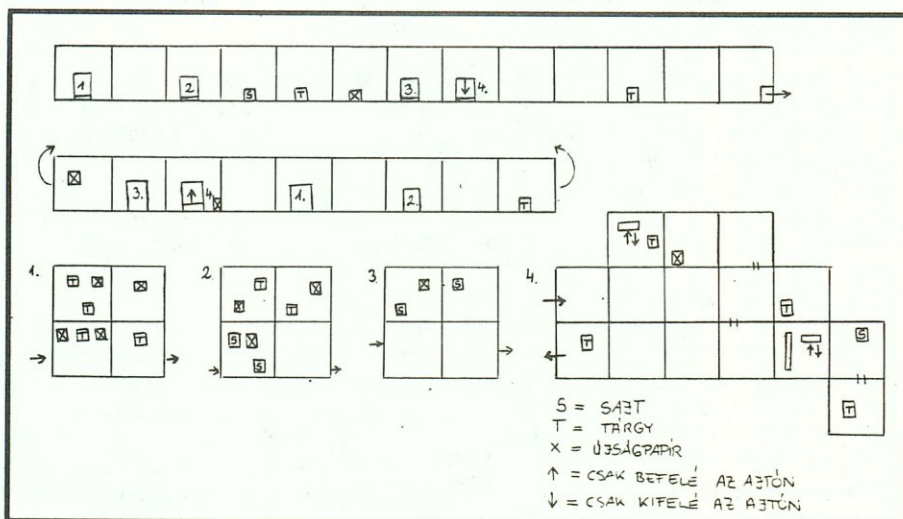 1 2 S T X 3. ↓ 4. T →
X 3. ↑ 4. X 1. 2. T
↑↓ T X
1. T X X T
X T X T
2. T X X T
S X S
3. X S S
4. T
T ↑↓ S
T
S = SAJT
T = TÁRGY
X = ÚJSÁGPAPÍR
↑ = CSAK BEFELÉ AZ AJTÓN
↓ = CSAK KIFELÉ AZ AJTÓN